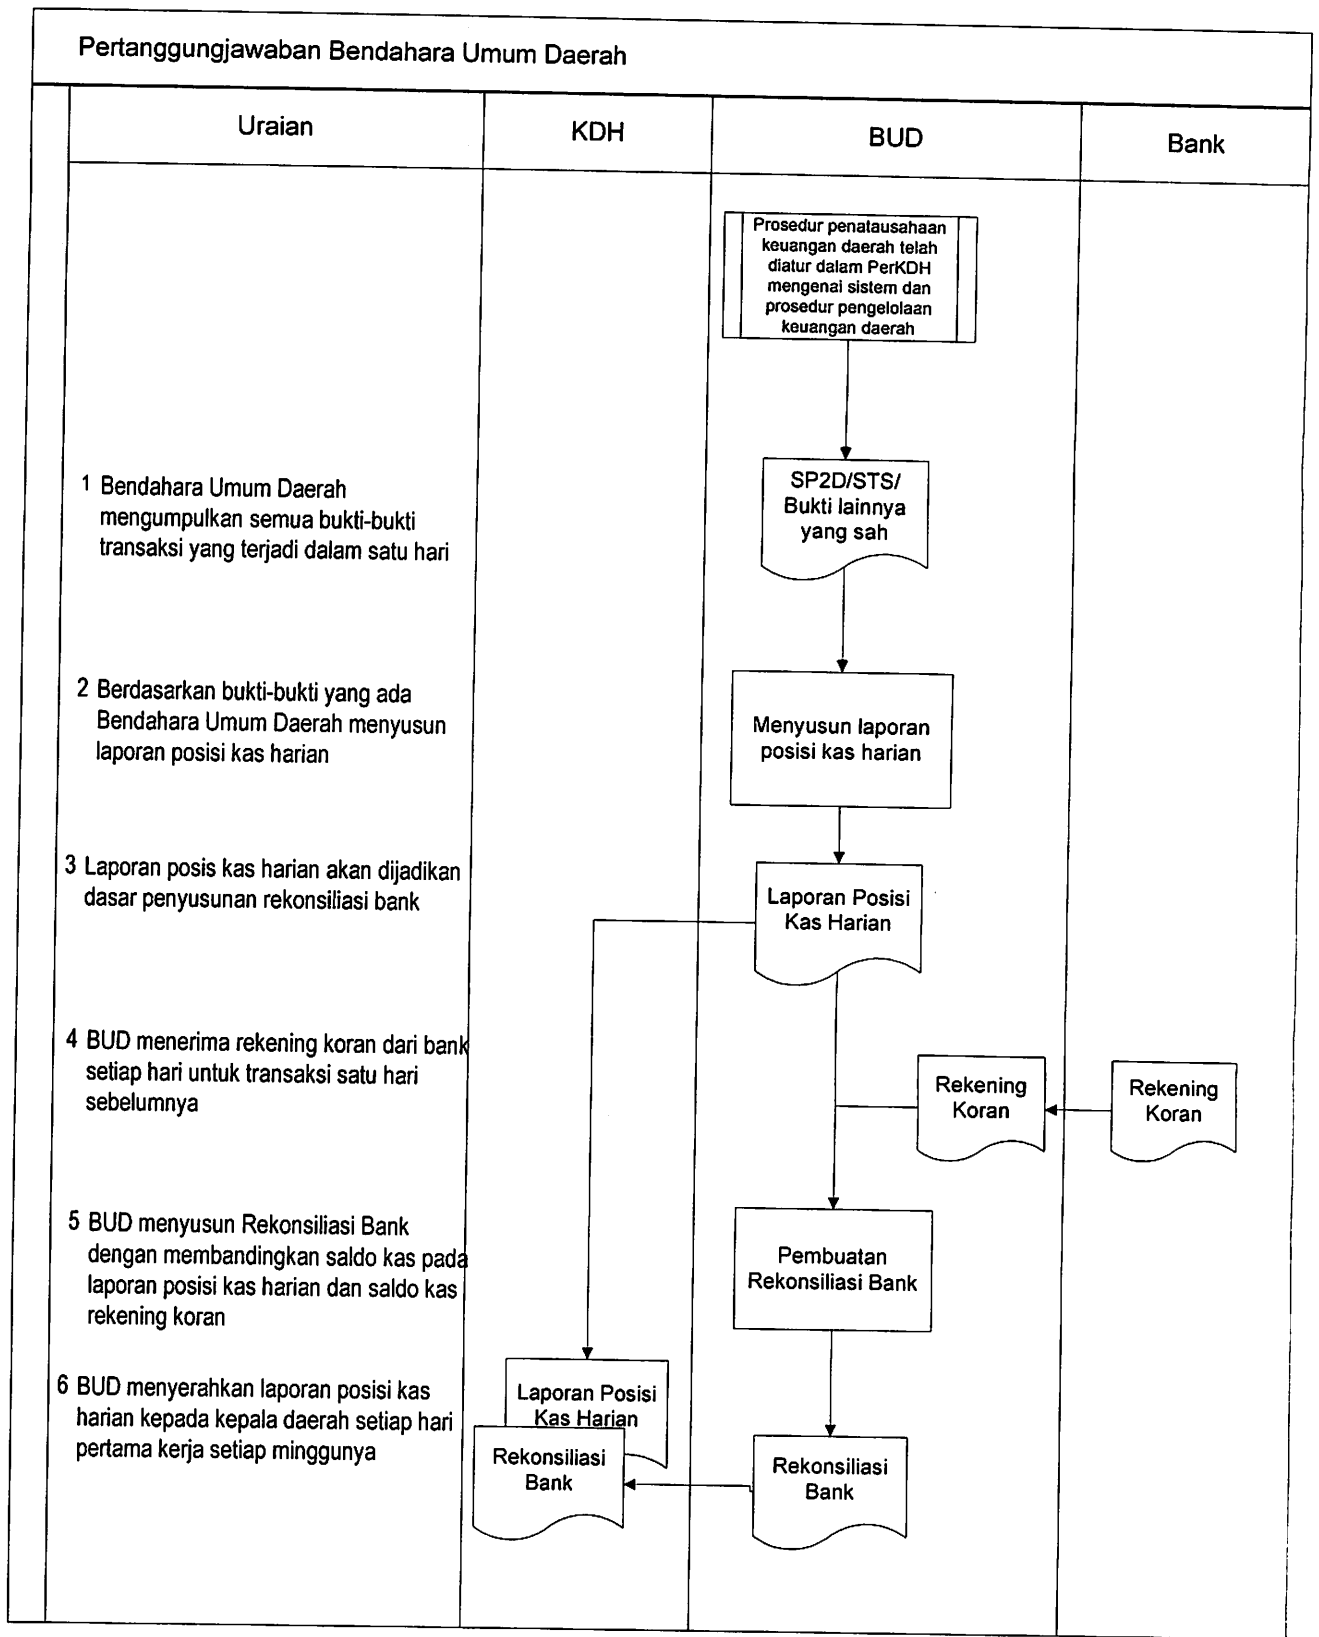 Pertanggungjawaban Bendahara Umum Daerah
Uraian
KDH
BUD
Bank
Prosedur penatausahaan
keuangan daerah telah
diatur dalam PerKDH
mengenai sistem dan
prosedur pengelolaan
keuangan daerah
1 Bendahara Umum Daerah
mengumpulkan semua bukti-bukti
transaksi yang terjadi dalam satu hari
SP2D/STS/
Bukti lainnya
yang sah
2 Berdasarkan bukti-bukti yang ada
Bendahara Umum Daerah menyusun
laporan posisi kas harian
Menyusun laporan
posisi kas harian
3 Laporan posis kas harian akan dijadikan
dasar penyusunan rekonsiliasi bank
Laporan Posisi
Kas Harian
4 BUD menerima rekening koran dari bank
setiap hari untuk transaksi satu hari
sebelumnya
Rekening
Koran
Rekening
Koran
5 BUD menyusun Rekonsiliasi Bank
dengan membandingkan saldo kas pada
laporan posisi kas harian dan saldo kas
rekening koran
Pembuatan
Rekonsiliasi Bank
6 BUD menyerahkan laporan posisi kas
harian kepada kepala daerah setiap hari
pertama kerja setiap minggunya
Laporan Posisi
Kas Harian
Rekonsiliasi
Bank
Rekonsiliasi
Bank